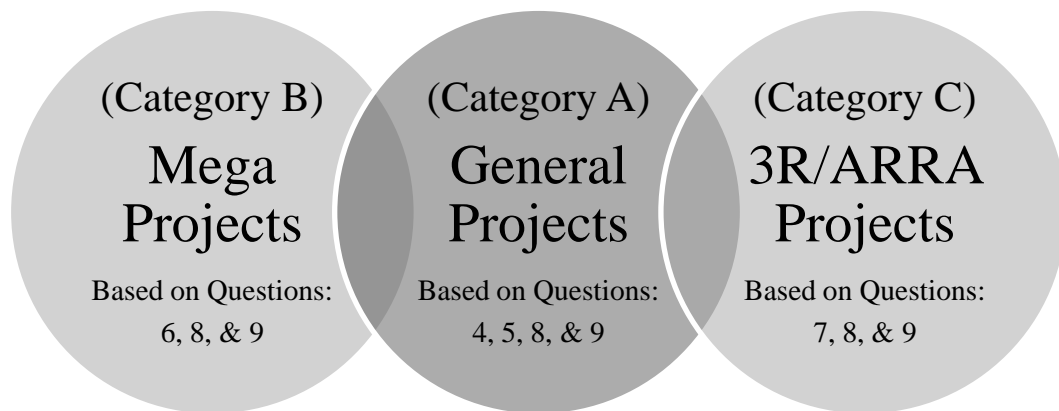 (Category B)
Mega
Projects
Based on Questions:
6, 8, & 9
(Category A)
General
Projects
Based on Questions:
4, 5, 8, & 9
(Category C)
3R/ARRA
Projects
Based on Questions:
7, 8, & 9